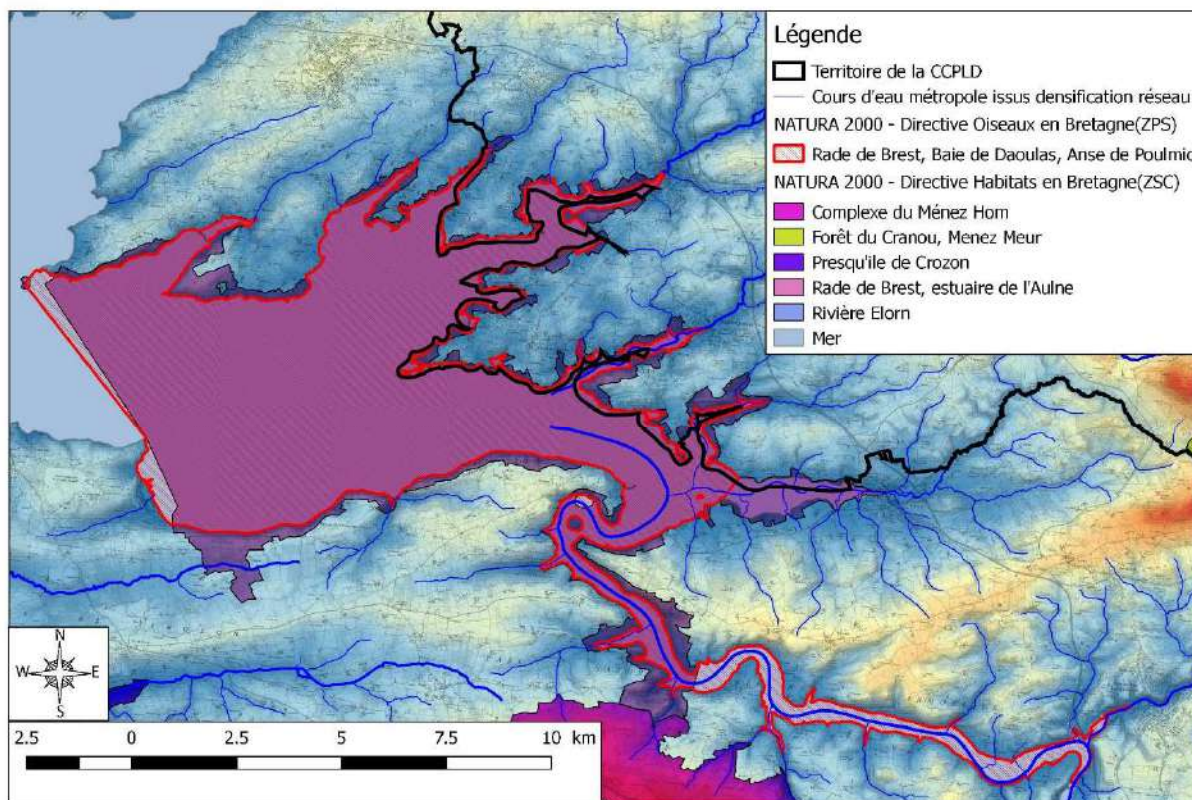 Légende
Territoire de la CCPLD
Cours d'eau métropole issus densification réseau
NATURA 2000 - Directive Oiseaux en Bretagne(ZPS)
Rade de Brest, Baie de Daoulas, Anse de Poulmic
NATURA 2000 - Directive Habitats en Bretagne(ZSC)
Complexe du Ménez Hom
Forêt du Cranou, Menez Meur
Presqu'ile de Crozon
Rade de Brest, estuaire de l'Aulne
Rivière Elorn
Mer
N
W E
S
2.5 0 2.5 5 7.5 10 km